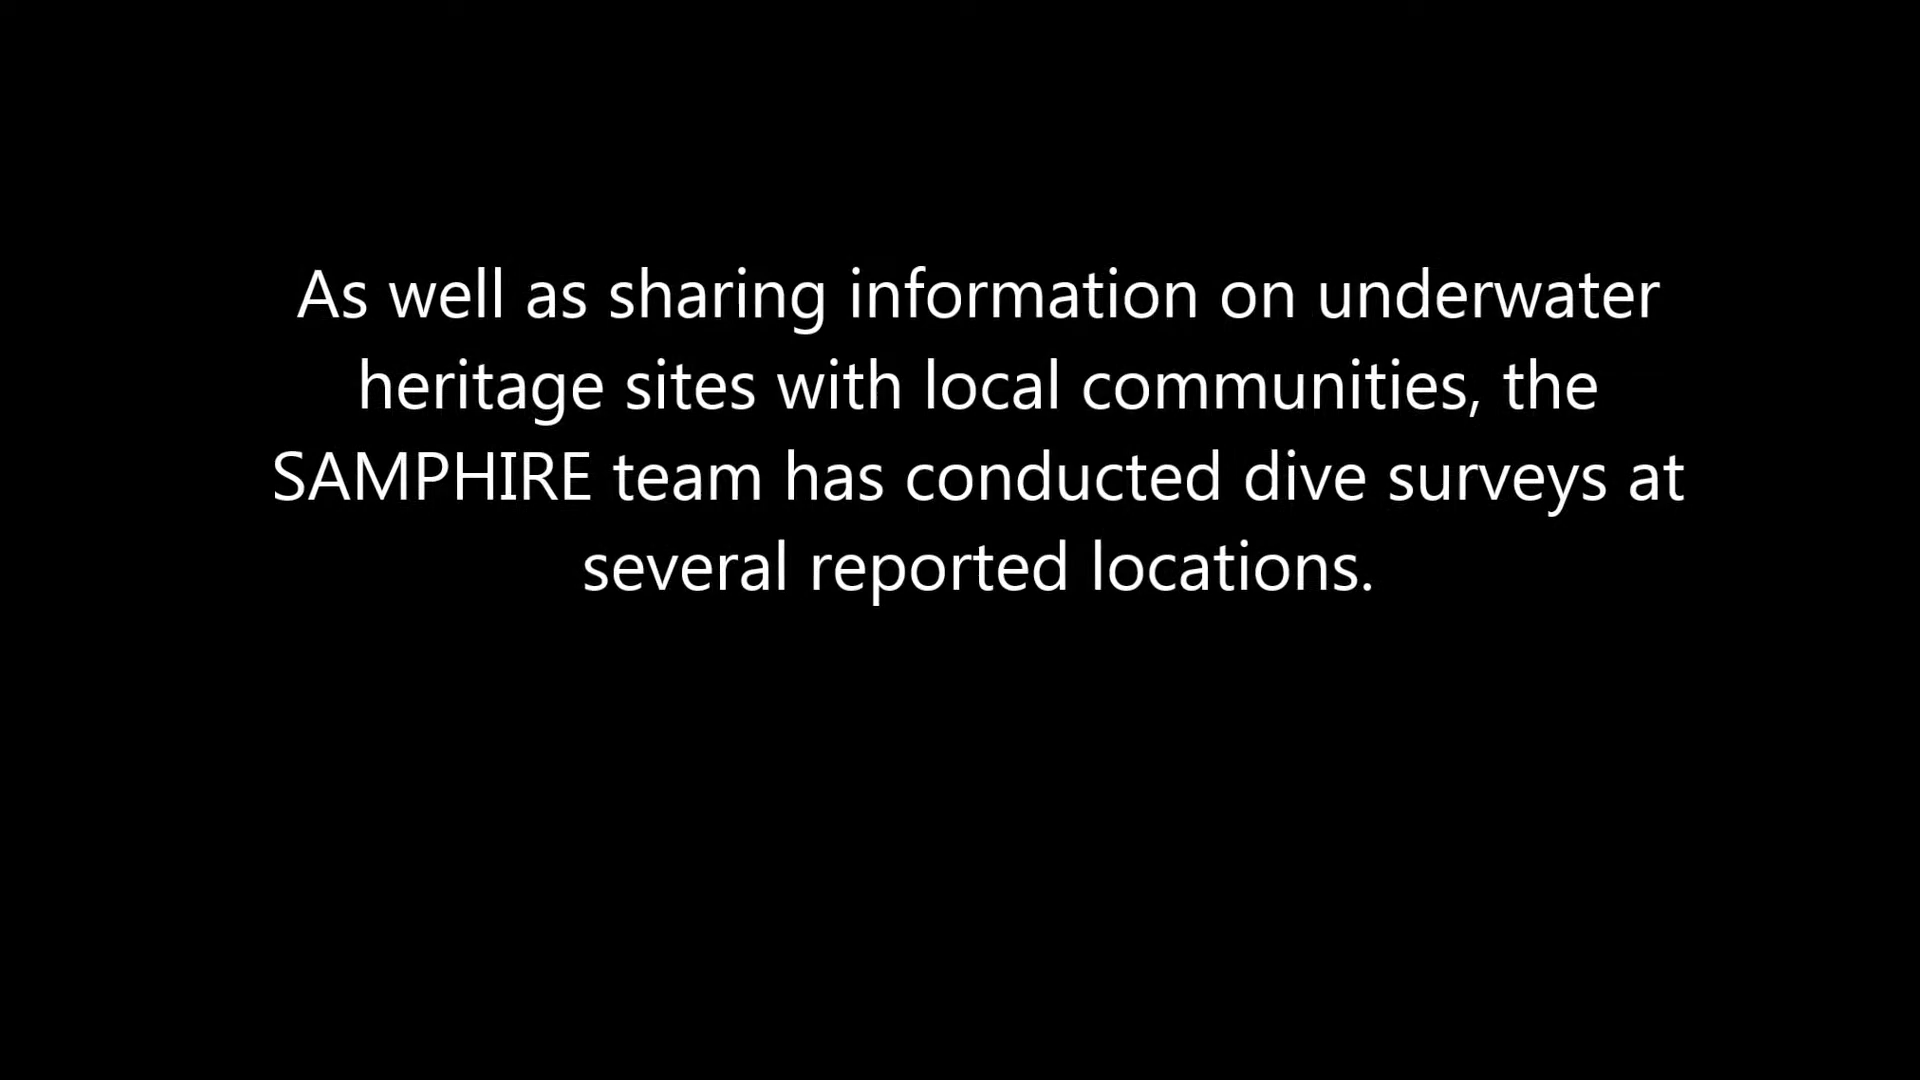 As well as sharing information on underwater
heritage sites with local communities, the
SAMPHIRE team has conducted dive surveys at
several reported locations.